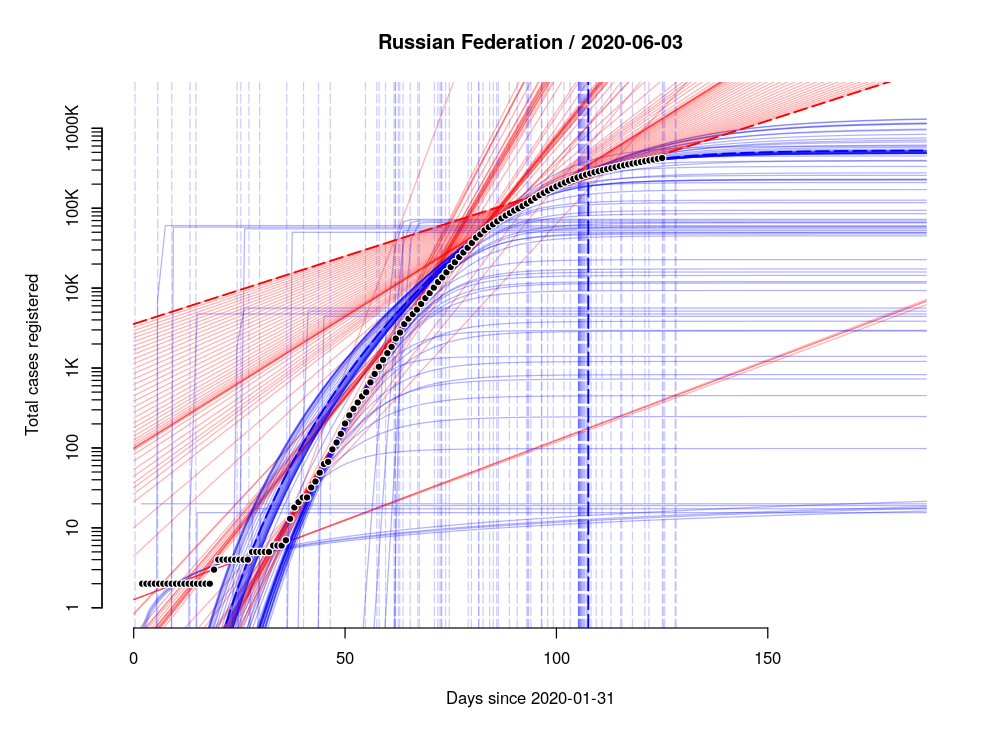 Russian Federation / 2020-06-03
Total cases registered
1000K
100K
10K
1K
100
10
1
0 50 100 150
Days since 2020-01-31